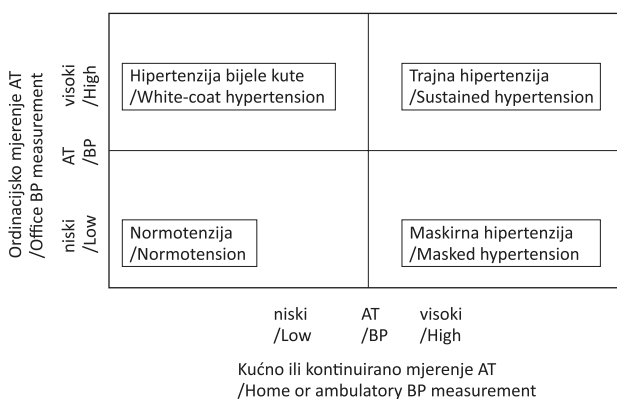 Ordinacijsko mjerenje AT
/Office BP measurement
visoki
/High
AT
/BP
niski
/Low
Hipertenzija bijele kute
/White-coat hypertension
Trajna hipertenzija
/Sustained hypertension
Normotenzija
/Normotension
Maskirna hipertenzija
/Masked hypertension
niski
/Low
AT
/BP
visoki
/High
Kućno ili kontinuirano mjerenje AT
/Home or ambulatory BP measurement